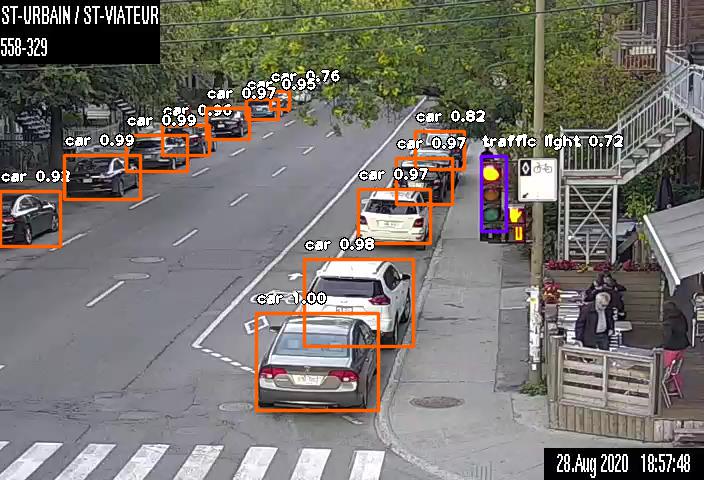 ST-URBAIN / ST-VIATEUR
558-329
car 0.76
car 0.95
car 0.97
car 0.99
car 0.99
car 0.82
traffic light 0.72
car 0.97
car 0.97
car 0.98
car 1.00
28.Aug 2020 18:57:48